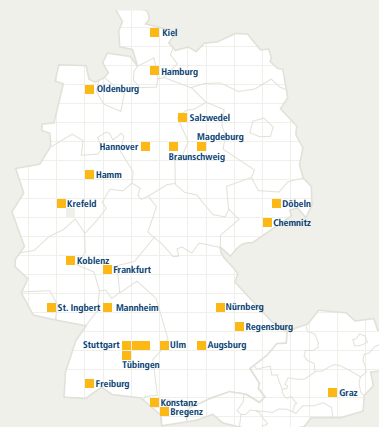 Kiel
Hamburg
Oldenburg
Salzwedel
Magdeburg
Hannover
Braunschweig
Hamm
Krefeld
Döbeln
Chemnitz
Koblenz
Frankfurt
St. Ingbert
Mannheim
Nürnberg
Regensburg
Stuttgart
Ulm
Augsburg
Tübingen
Freiburg
Graz
Konstanz
Bregenz